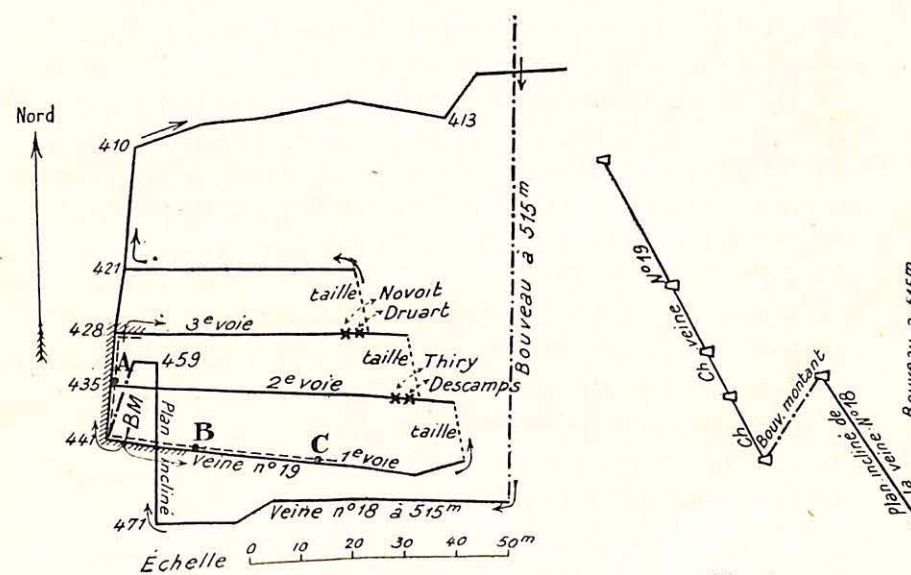 Nord
410
413
421
taille
Novoit
Druart
Bouveau à 515m
428
3e voie
459
taille
Thiry
Descamps
A
435
2e voie
BM
Plan incliné
taille
441
B
C
1e voie
Veine n°19
Veine n°18 à 515m
471
Échelle 0 10 20 30 40 50m
Ch. veine N°19
Ch
Bouv. montant
Plan incliné de
la veine N°18
Bouveau à 515m